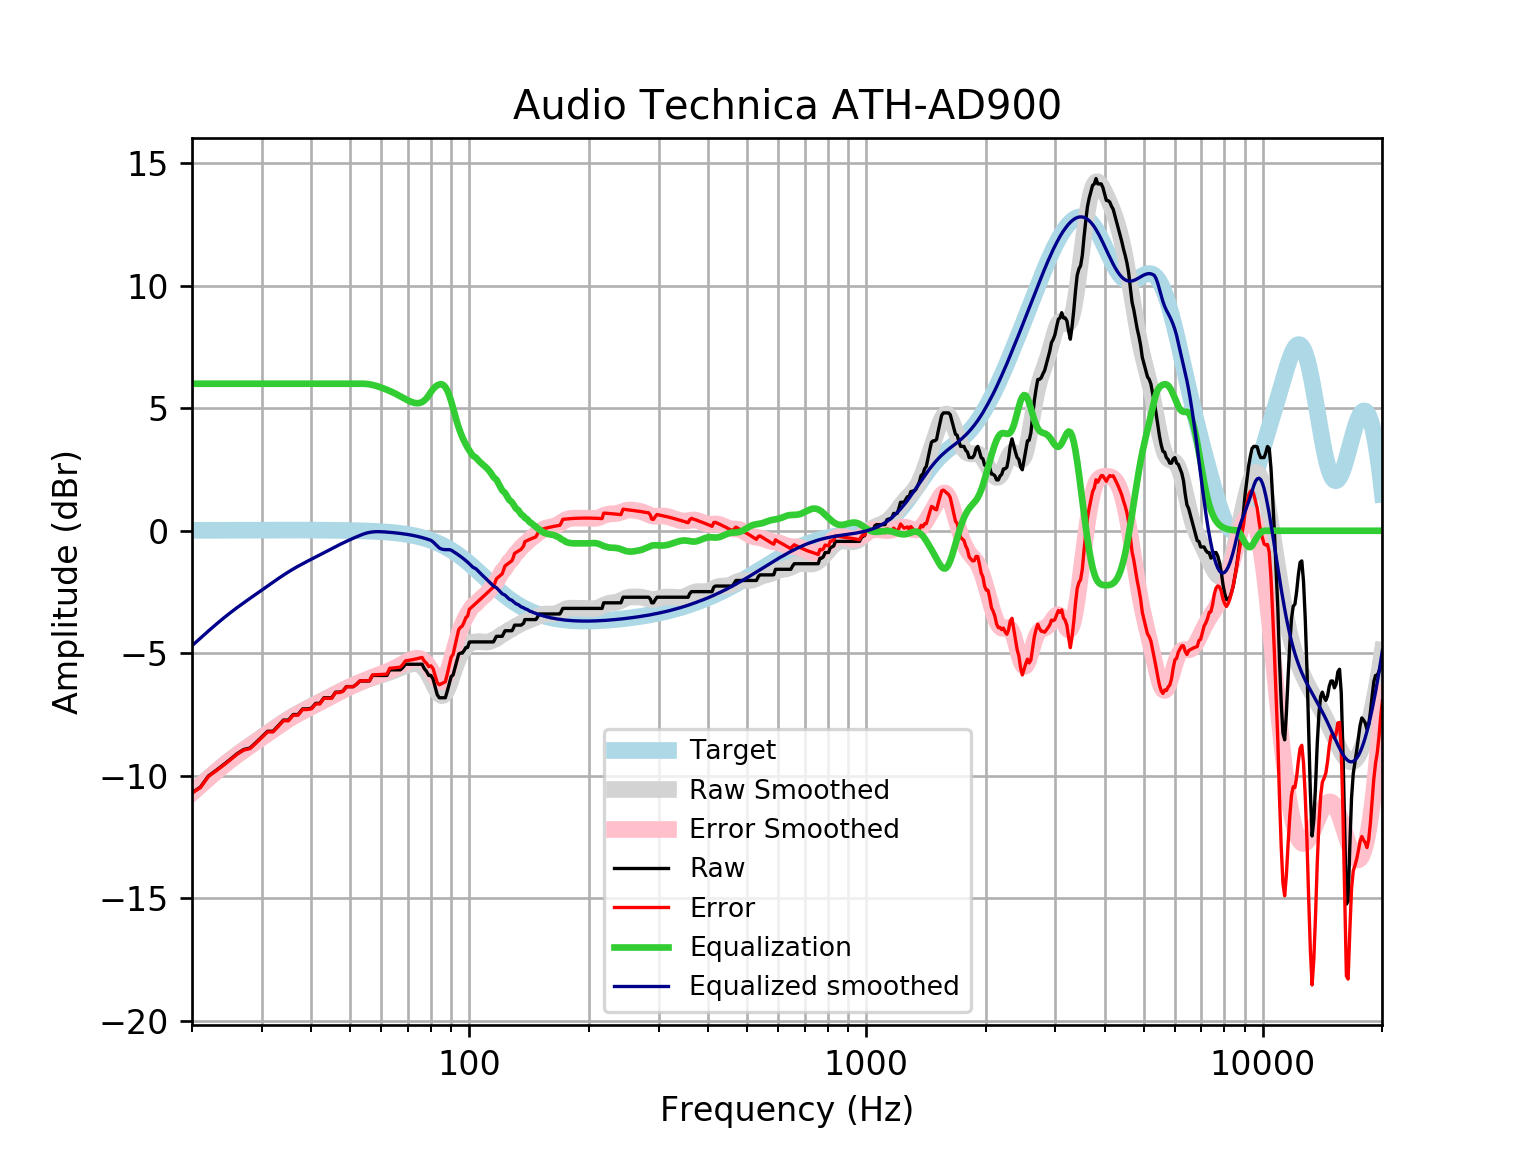 Audio Technica ATH-AD900
15
10
5
0
−5
−10
−15
−20
Amplitude (dBr)
Target
Raw Smoothed
Error Smoothed
Raw
Error
Equalization
Equalized smoothed
100
1000
10000
Frequency (Hz)